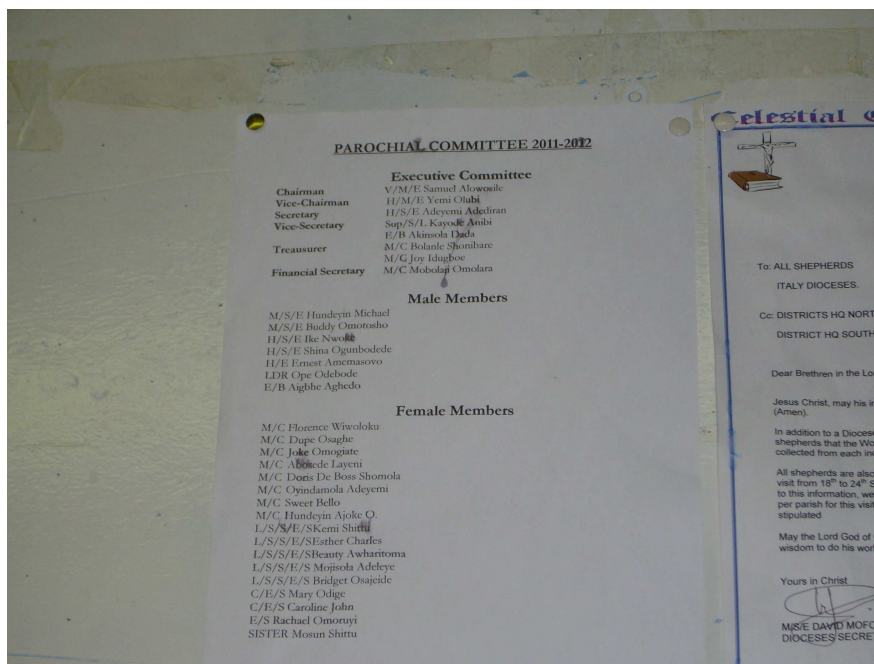 PAROCHIAL COMMITTEE 2011-2012
Executive Committee
Chairman V/M/E Samuel Alowosile
Vice-Chairman H/M/E Yemi Olubi
Secretary H/S/E Adeyemi Adediran
Vice-Secretary Sup/S/L Kayode Anibi
E/B Akinsola Dada
Treausurer M/C Bolanle Shonibare
M/C Joy Idugboe
Financial Secretary M/C Mobolaji Omolara
Male Members
M/S/E Hundeyin Michael
M/S/E Buddy Omotosho
H/S/E Ike Nwoke
H/S/E Shina Ogunbodede
H/E Ernest Amemasovo
LDR Ope Odebode
E/B Aigbhe Aghedo
Female Members
M/C Florence Wiwoloku
M/C Dupe Osaghe
M/C Joke Omogiate
M/C Abosede Layeni
M/C Doris De Boss Shomola
M/C Oyindamola Adeyemi
M/C Sweet Bello
M/C Hundeyin Ajoke O.
L/S/S/E/SKemi Shittu
L/S/S/E/SEsther Charles
L/S/S/E/SBeauty Awharitoma
L/S/S/E/S Mojisola Adeleye
L/S/S/E/S Bridget Osajeide
C/E/S Mary Odige
C/E/S Caroline John
E/S Rachael Omoruyi
SISTER Mosun Shittu
Celestial
To: ALL SHEPHERDS
ITALY DIOCESES.
Cc: DISTRICTS HQ NORT
DISTRICT HQ SOUTH
Dear Brethren in the Lo
Jesus Christ, may his in
(Amen).
In addition to a Diocese
shepherds that the Wo
collected from each in
All shepherds are also
visit from 18th to 24th S
to this information, we
per parish for this visit
stipulated
May the Lord God of
wisdom to do his wor
Yours in Christ
M/S/E DAVID MOFO
DIOCESES SECRE